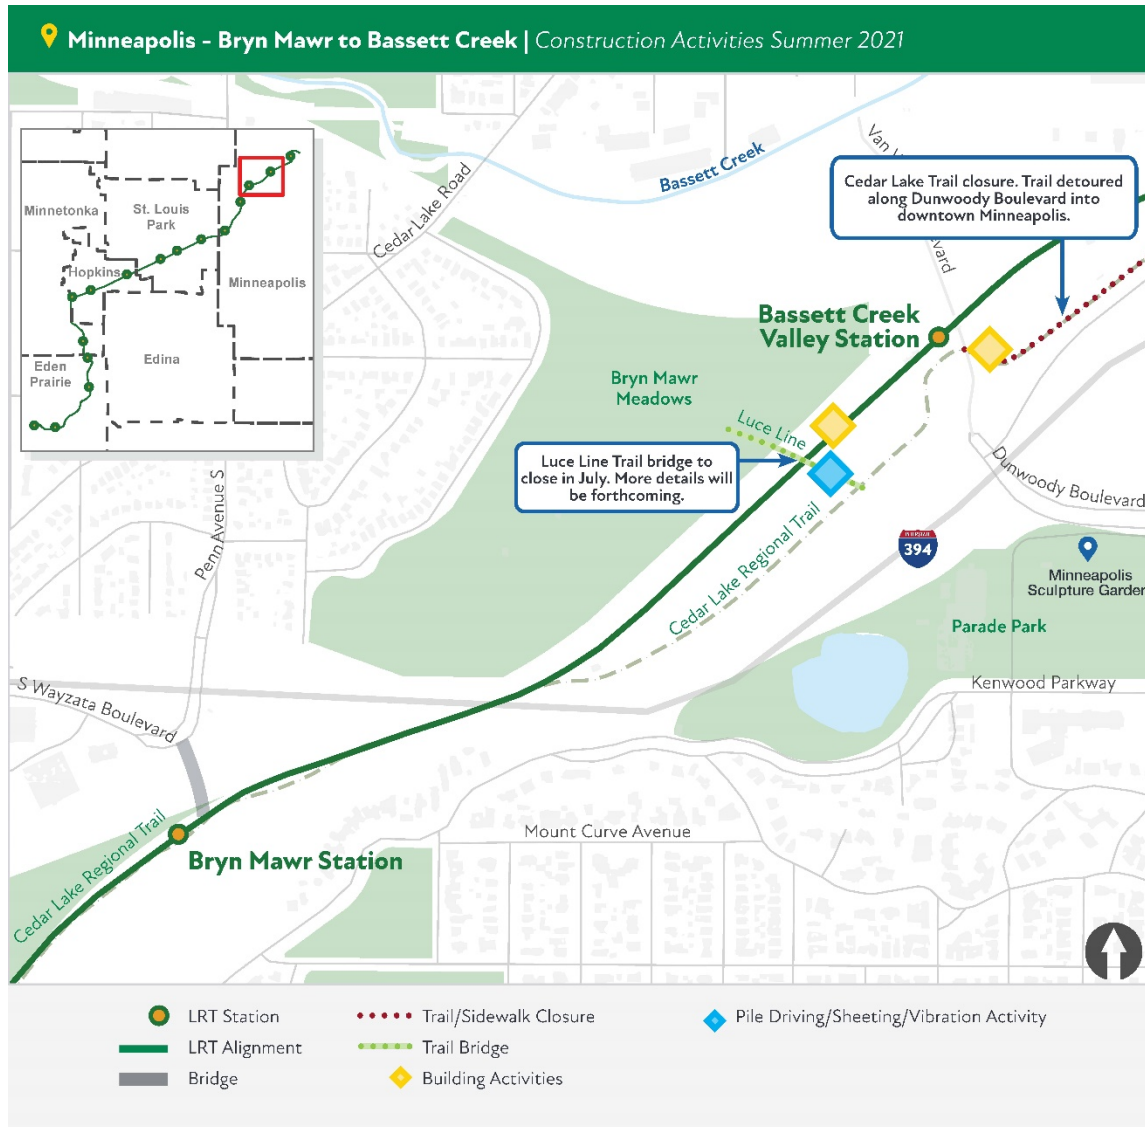 Minneapolis - Bryn Mawr to Bassett Creek | Construction Activities Summer 2021
Minnetonka
St. Louis
Park
Hopkins
Minneapolis
Edina
Eden
Prairie
Cedar Lake Road
Bassett Creek
Cedar Lake Trail closure. Trail detoured
along Dunwoody Boulevard into
downtown Minneapolis.
Bassett Creek
Valley Station
Bryn Mawr
Meadows
Luce Line
Luce Line Trail bridge to
close in July. More details will
be forthcoming.
Dunwoody Boulevard
Penn Avenue S
Cedar Lake Regional Trail
INTERSTATE
394
Minneapolis
Sculpture Garden
Parade Park
Kenwood Parkway
S Wayzata Boulevard
Cedar Lake Regional Trail
Bryn Mawr Station
Mount Curve Avenue
LRT Station
LRT Alignment
Bridge
Trail/Sidewalk Closure
Trail Bridge
Building Activities
Pile Driving/Sheeting/Vibration Activity